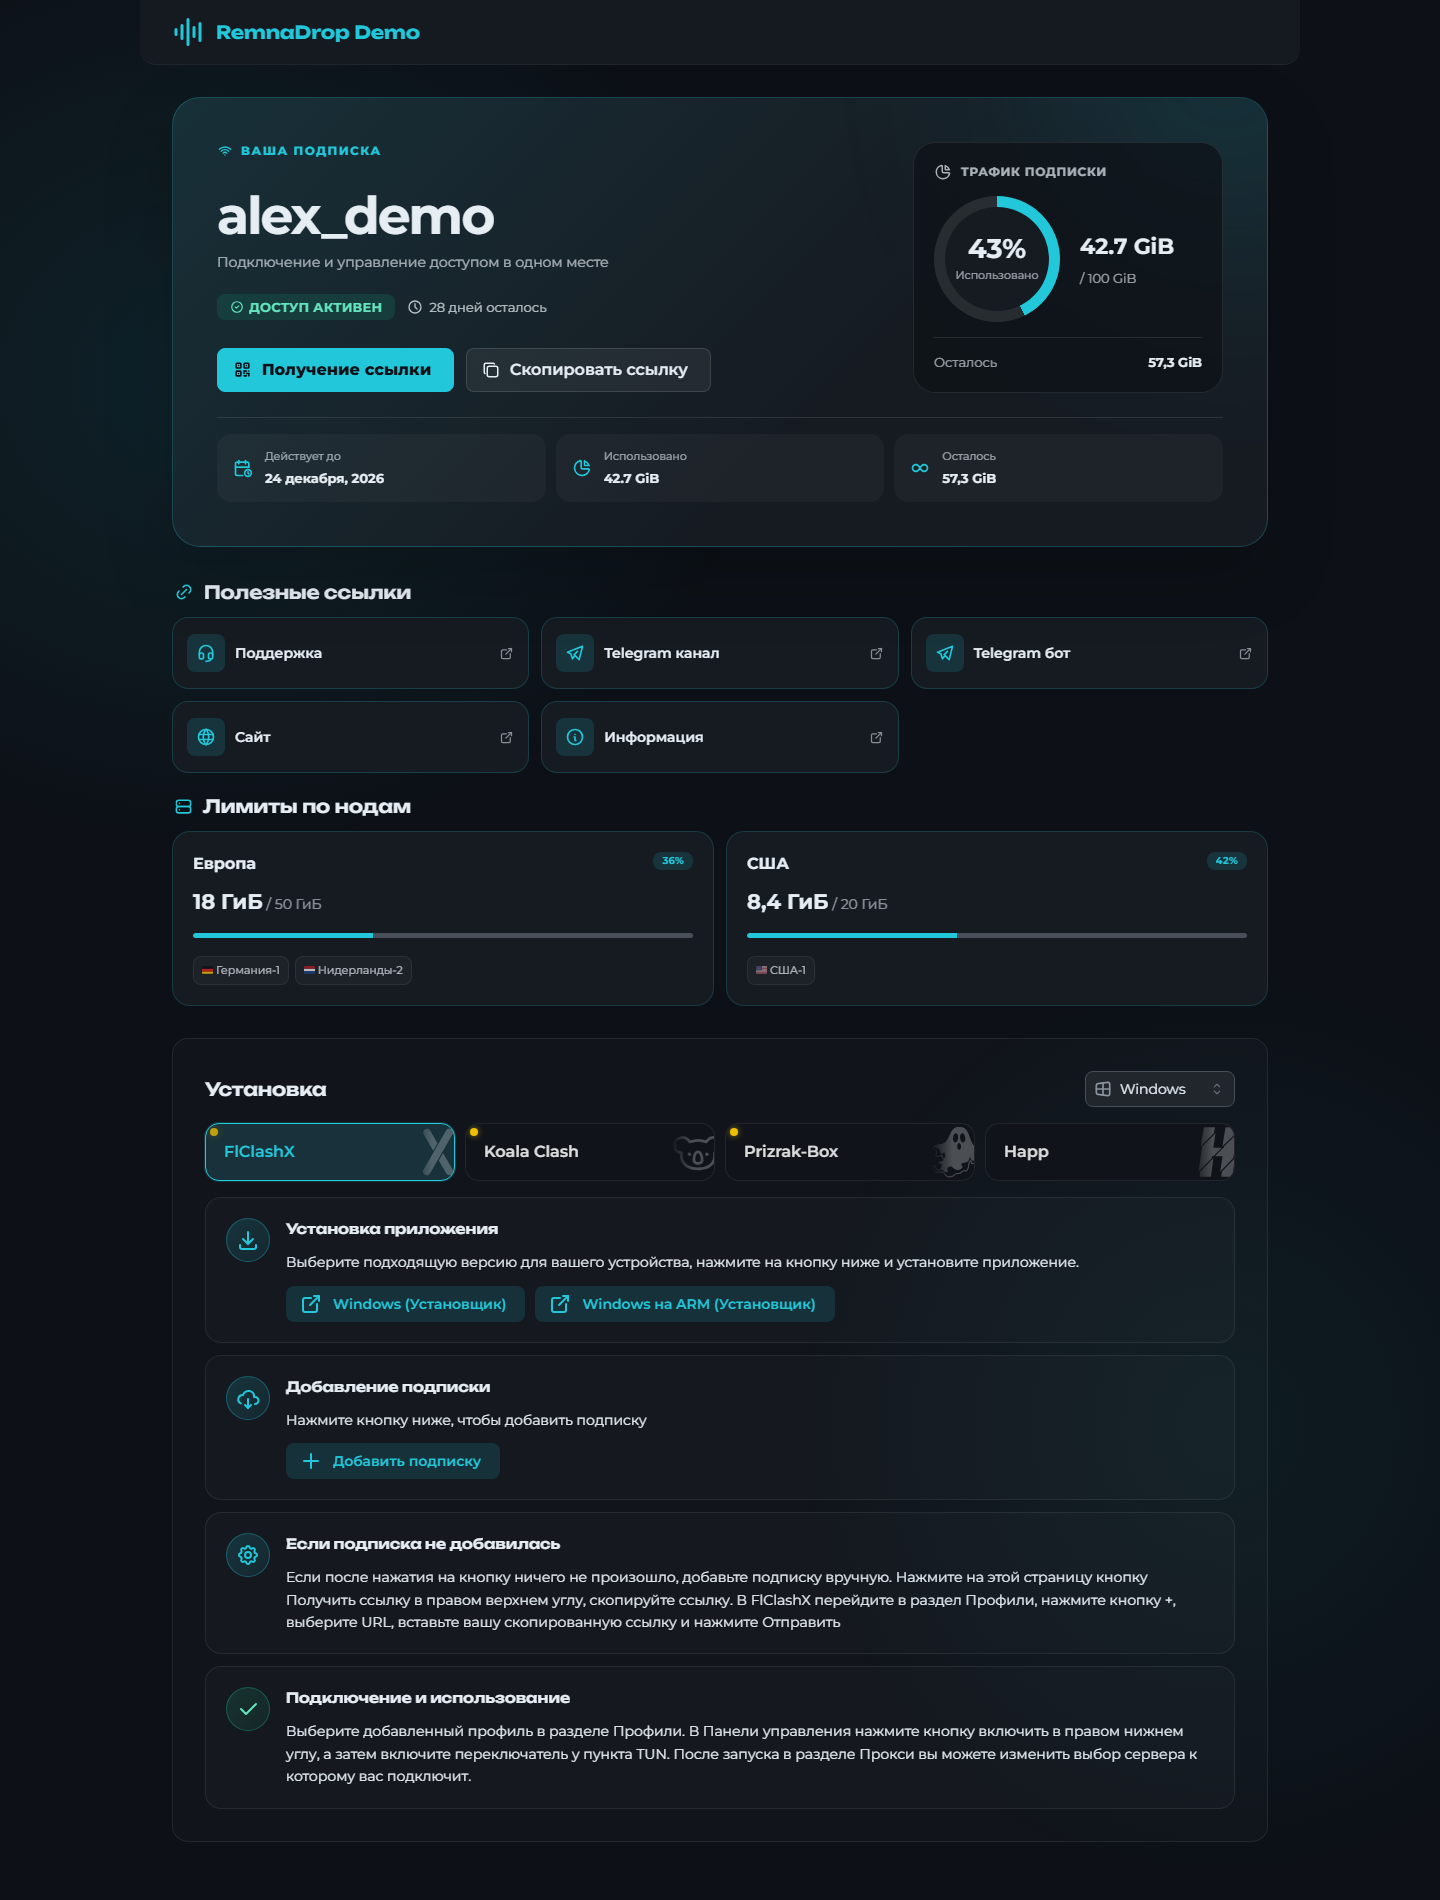 RemnaDrop Demo
ВАША ПОДПИСКА
alex_demo
Подключение и управление доступом в одном месте
ДОСТУП АКТИВЕН
28 дней осталось
Получение ссылки
Скопировать ссылку
ТРАФИК ПОДПИСКИ
43%
Использовано
42.7 GiB
/ 100 GiB
Осталось
57,3 GiB
Действует до
24 декабря, 2026
Использовано
42.7 GiB
Осталось
57,3 GiB
Полезные ссылки
Поддержка
Telegram канал
Telegram бот
Сайт
Информация
Лимиты по нодам
Европа
36%
18 ГиБ / 50 ГиБ
Германия-1
Нидерланды-2
США
42%
8,4 ГиБ / 20 ГиБ
США-1
Установка
Windows
FlClashX
Koala Clash
Prizrak-Box
Happ
Установка приложения
Выберите подходящую версию для вашего устройства, нажмите на кнопку ниже и установите приложение.
Windows (Установщик)
Windows на ARM (Установщик)
Добавление подписки
Нажмите кнопку ниже, чтобы добавить подписку
Добавить подписку
Если подписка не добавилась
Если после нажатия на кнопку ничего не произошло, добавьте подписку вручную. Нажмите на этой страницу кнопку
Получить ссылку в правом верхнем углу, скопируйте ссылку. В FlClashX перейдите в раздел Профили, нажмите кнопку +,
выберите URL, вставьте вашу скопированную ссылку и нажмите Отправить
Подключение и использование
Выберите добавленный профиль в разделе Профили. В Панели управления нажмите кнопку включить в правом нижнем
углу, а затем включите переключатель у пункта TUN. После запуска в разделе Прокси вы можете изменить выбор сервера к
которому вас подключит.